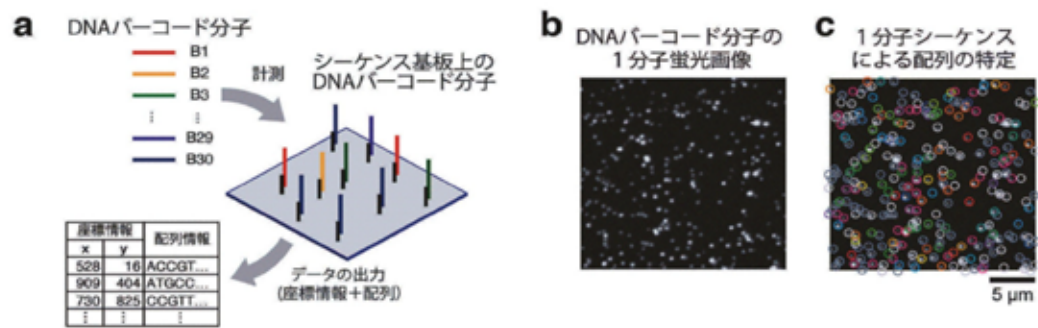 a
DNAバーコード分子
B1
B2
B3
⋮ ⋮
B29
B30
計測
シーケンス基板上の
DNAバーコード分子
座標情報 配列情報
x y
528 16 ACCGT...
909 404 ATGCC...
730 825 CCGTT...
⋮ ⋮ ⋮
データの出力
(座標情報+配列)
b
DNAバーコード分子の
1分子蛍光画像
c
1分子シーケンス
による配列の特定
5 µm